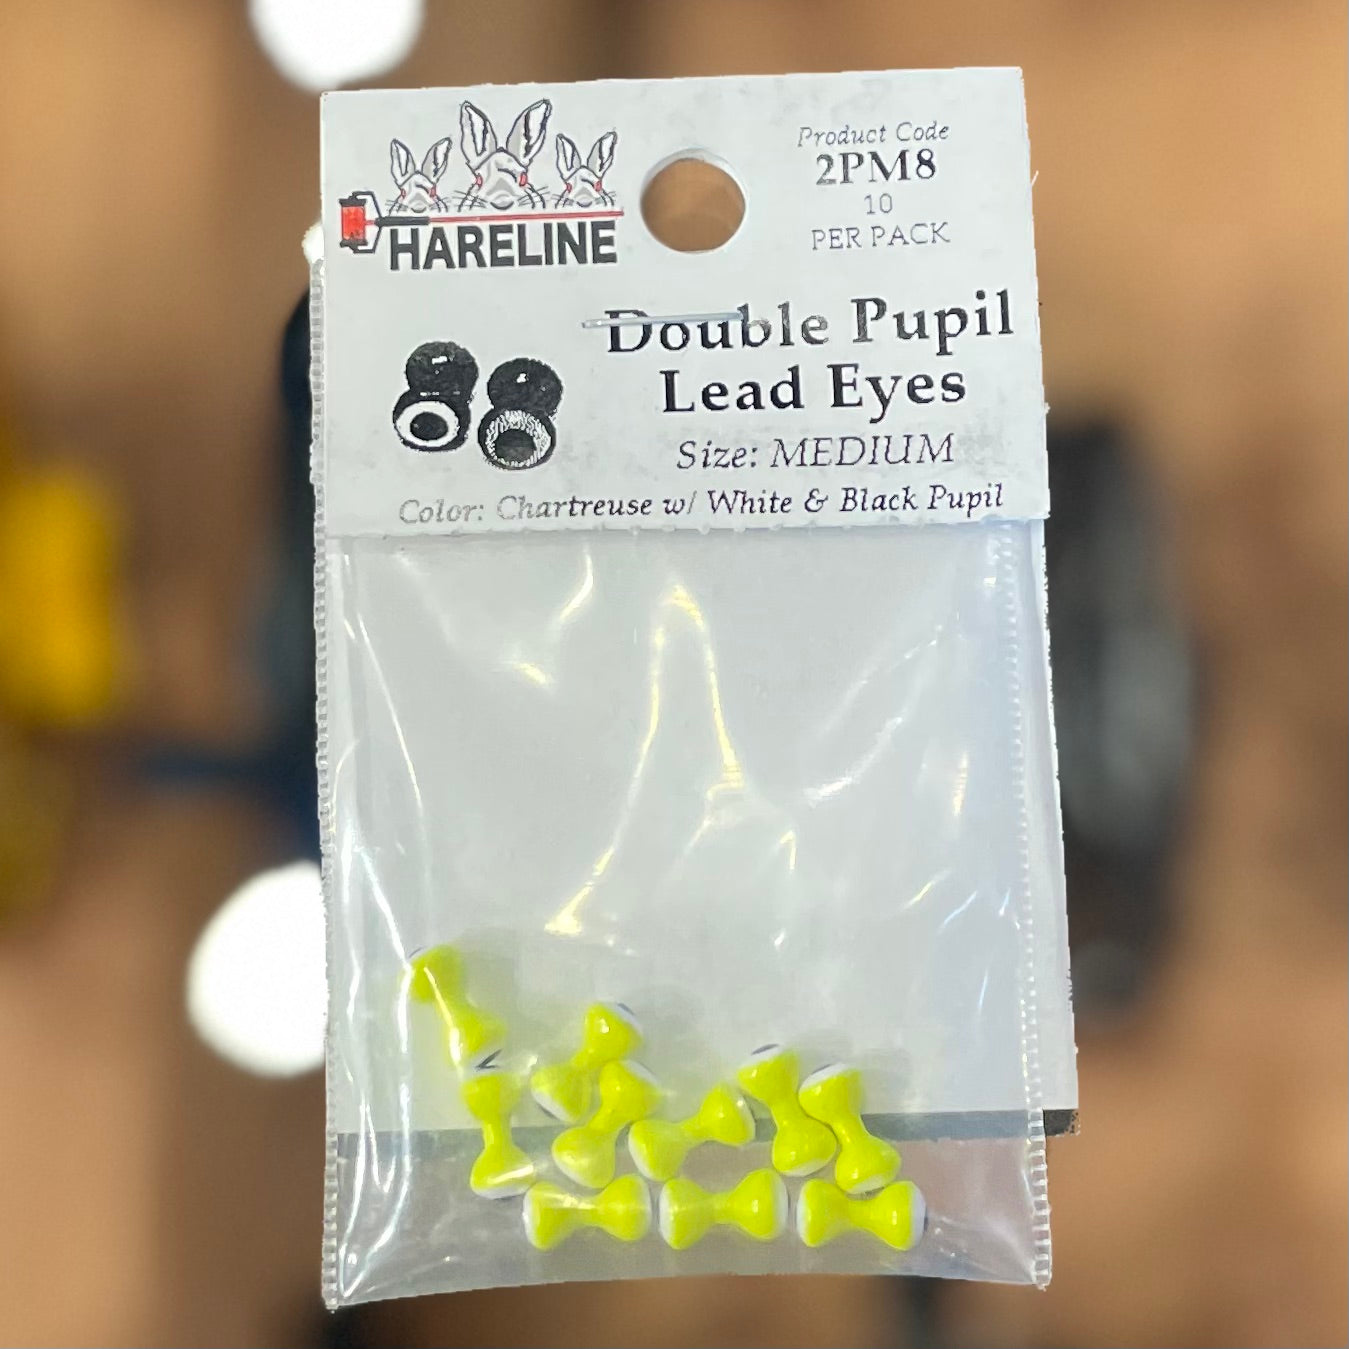 HARELINE
Product Code
2PM8
10
PER PACK
Double Pupil
Lead Eyes
Size: MEDIUM
Color: Chartreuse w/ White & Black Pupil